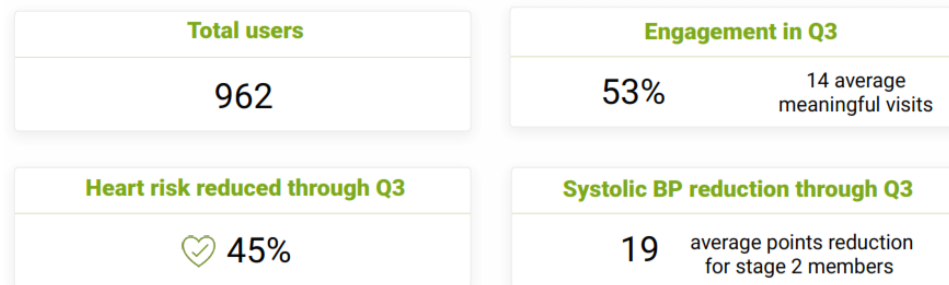 Total users
962
Engagement in Q3
53%
14 average
meaningful visits
Heart risk reduced through Q3
45%
Systolic BP reduction through Q3
19
average points reduction
for stage 2 members